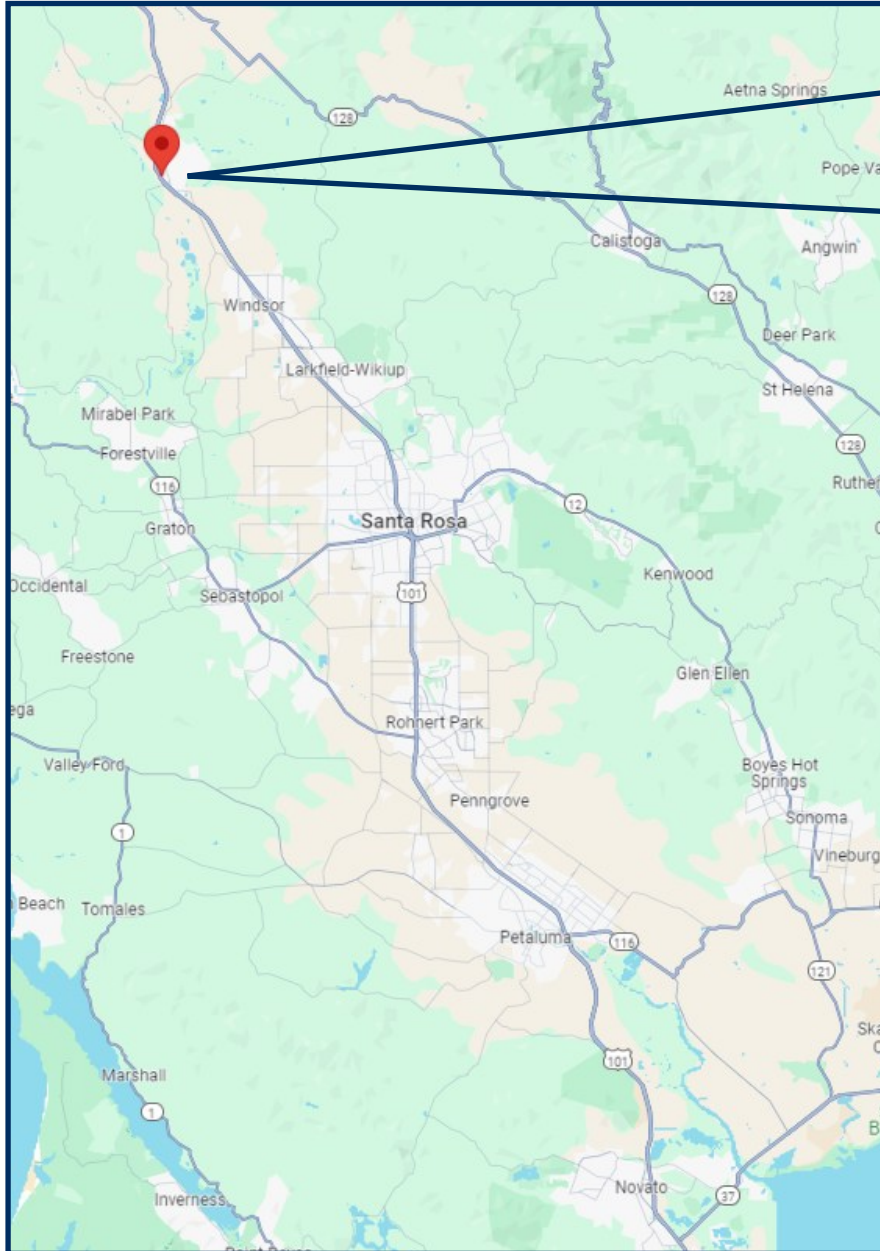 Aetna Springs
128
Pope Va
Calistoga
Angwin
128
Windsor
Deer Park
Larkfield-Wikiup
St Helena
Mirabel Park
128
Forestville
116
Ruther
12
Santa Rosa
Graton
Kenwood
Occidental
Sebastopol
101
Freestone
Glen Ellen
ega
Rohnert Park
Valley Ford
Boyes Hot
Springs
Penngrove
Sonoma
1
Vineburg
Beach
Tomales
Petaluma
116
121
Ska
101
Marshall
1
B
Novato
Inverness
37